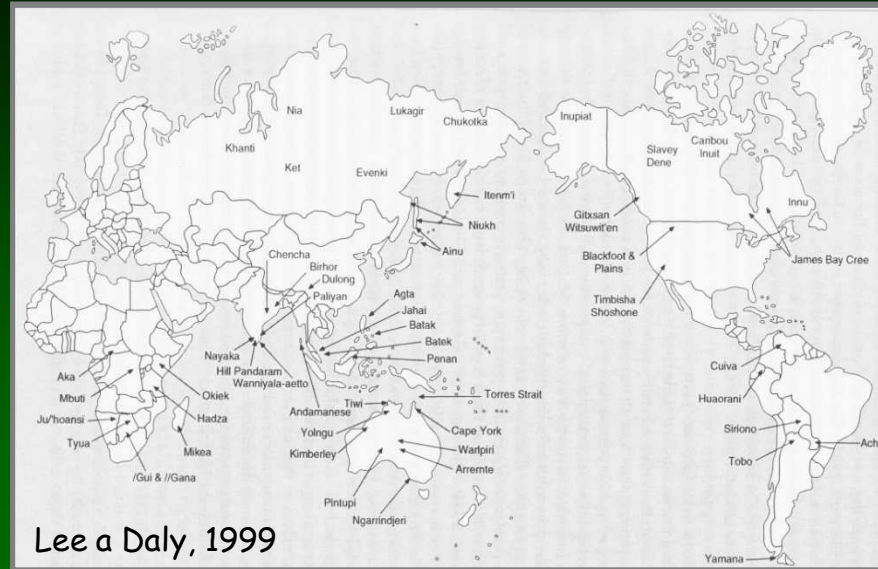 Nia
Lukagir
Chukotka
Khanti
Ket
Evenki
Itenm'i
Niukh
Ainu
Chencha
Birhor
Dulong
Paliyan
Agta
Jahai
Batak
Batek
Penan
Nayaka
Hill Pandaram
Wanniyala-aetto
Andamanese
Aka
Mbuti
Ju/'hoansi
Tyua
/Gui & //Gana
Okiek
Hadza
Mikea
Tiwi
Yolngu
Kimberley
Pintupi
Ngarrindjeri
Torres Strait
Cape York
Warlpiri
Arrernte
Inupiat
Slavey
Dene
Caribou
Inuit
Innu
Gitxsan
Witsuwit'en
Blackfoot &
Plains
Timbisha
Shoshone
James Bay Cree
Cuiva
Huaorani
Siriono
Tobo
Ach
Yamana
Lee a Daly, 1999